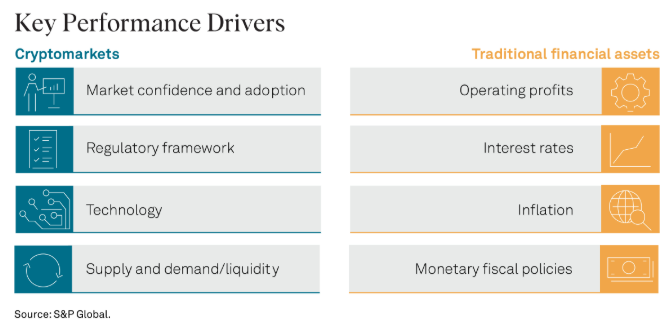 Key Performance Drivers
Cryptomarkets
Traditional financial assets
Market confidence and adoption
Operating profits
Regulatory framework
Interest rates
Technology
Inflation
Supply and demand/liquidity
Monetary fiscal policies
Source: S&P Global.